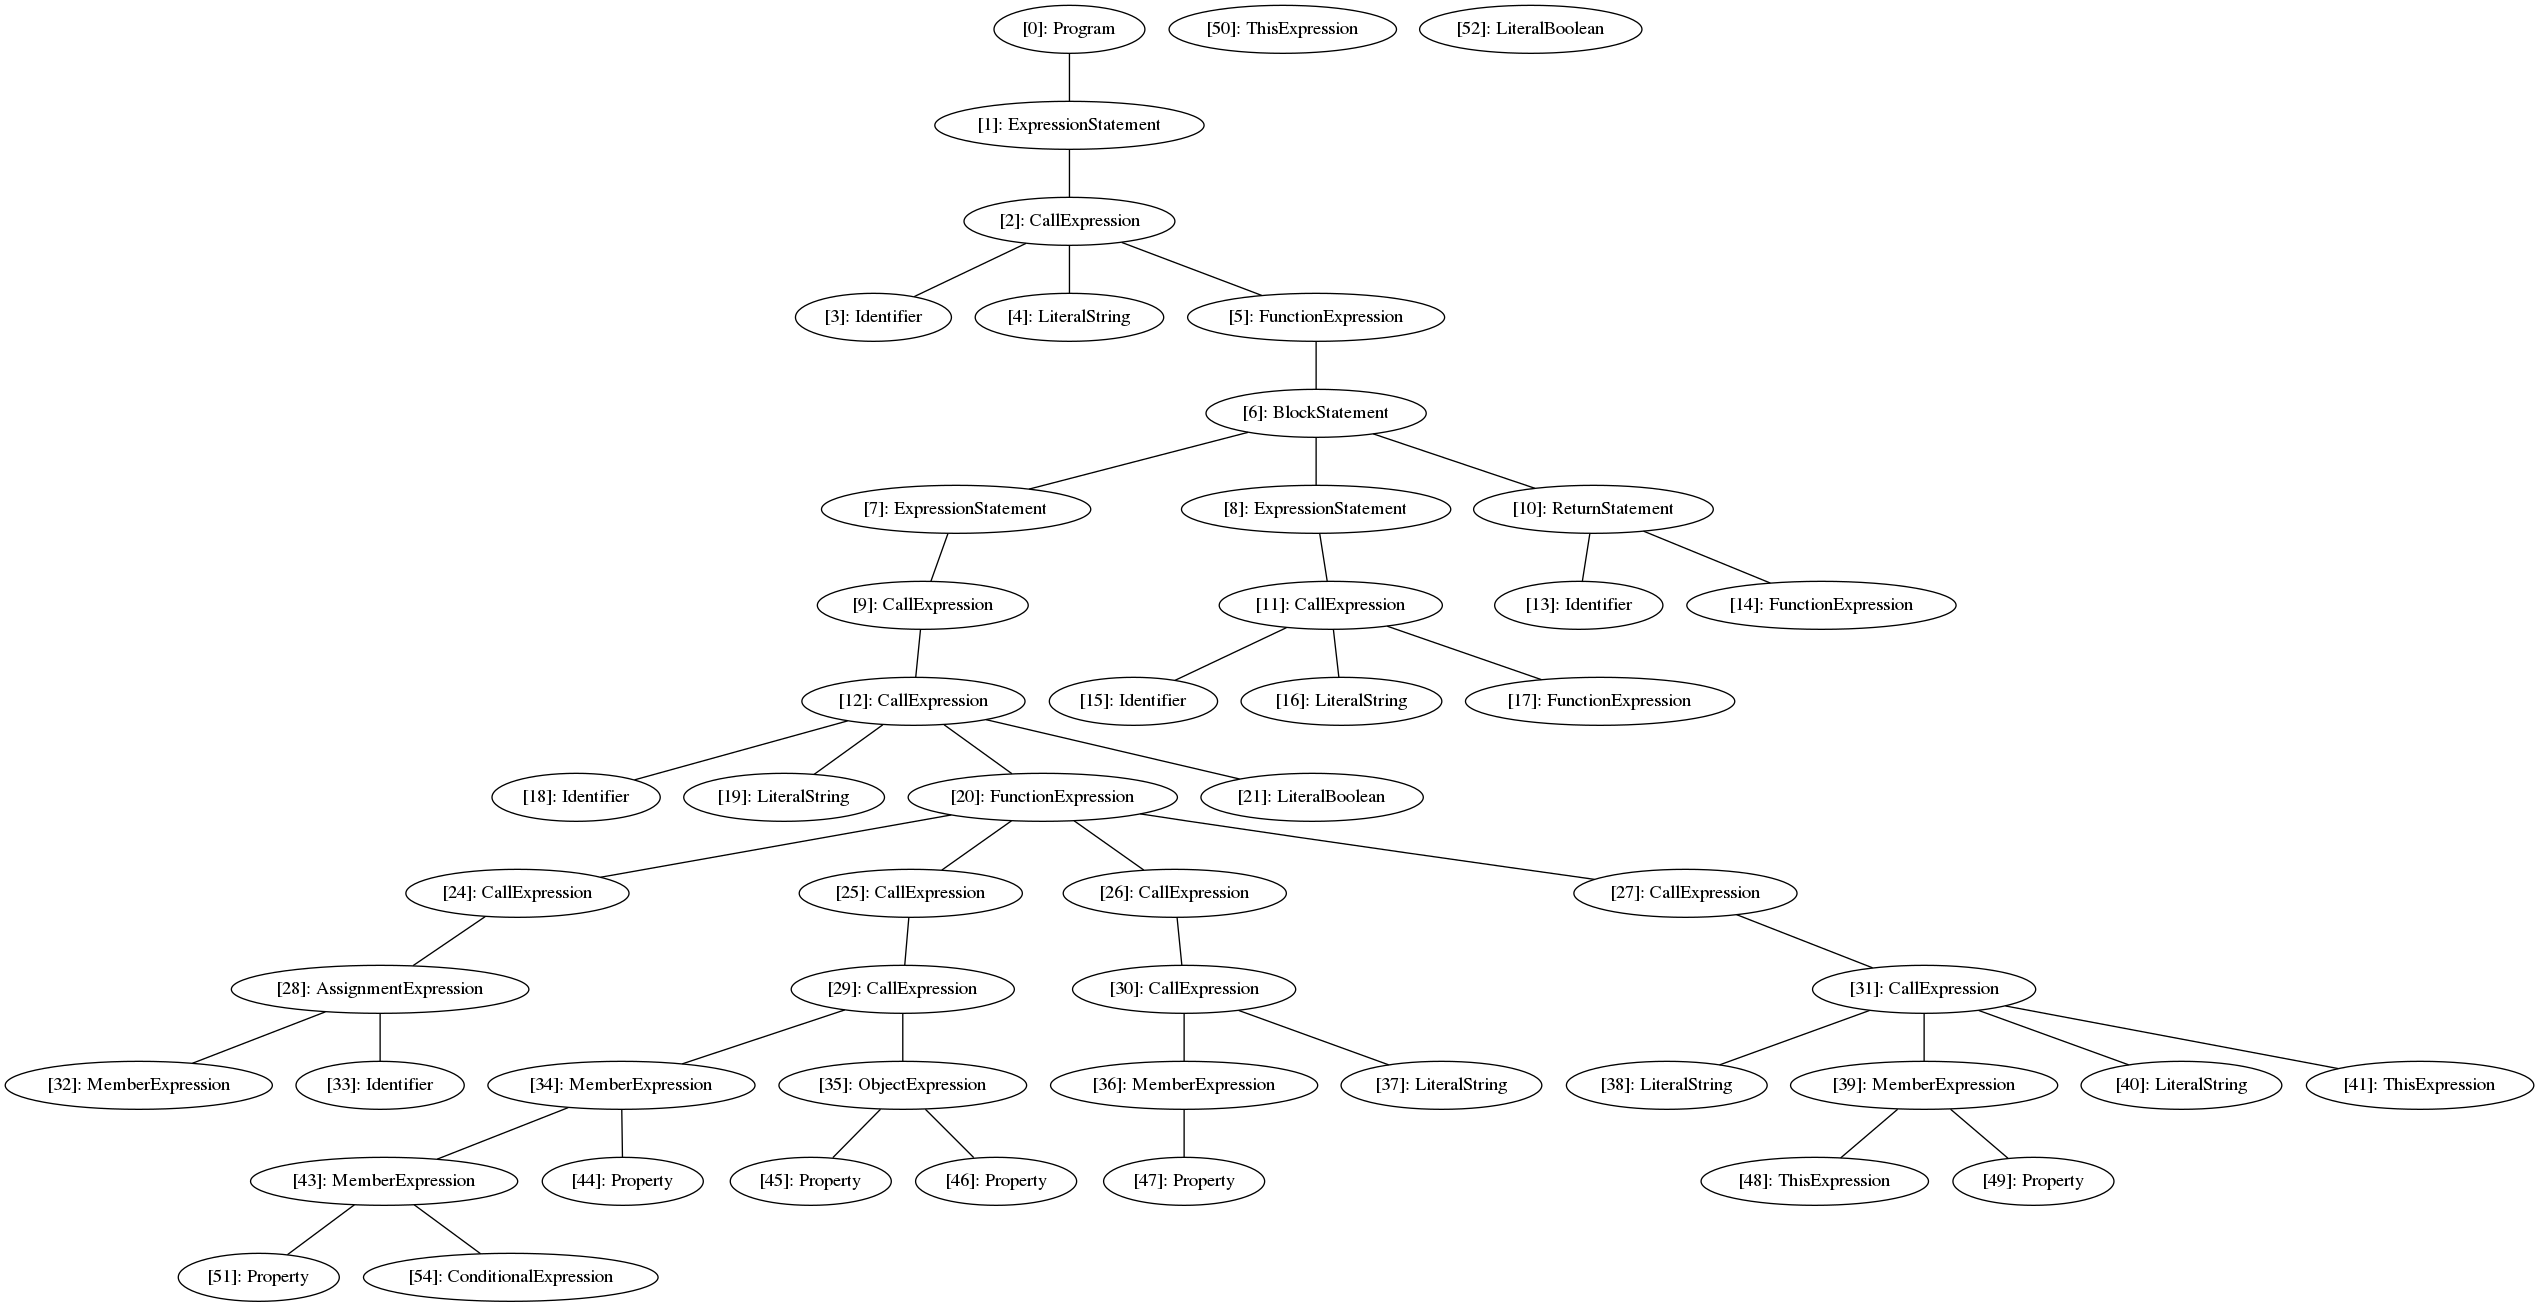 [0]: Program [50]: ThisExpression [52]: LiteralBoolean
[1]: ExpressionStatement
[2]: CallExpression
[3]: Identifier [4]: LiteralString [5]: FunctionExpression
[6]: BlockStatement
[7]: ExpressionStatement [8]: ExpressionStatement [10]: ReturnStatement
[9]: CallExpression [11]: CallExpression [13]: Identifier [14]: FunctionExpression
[12]: CallExpression [15]: Identifier [16]: LiteralString [17]: FunctionExpression
[18]: Identifier [19]: LiteralString [20]: FunctionExpression [21]: LiteralBoolean
[24]: CallExpression [25]: CallExpression [26]: CallExpression [27]: CallExpression
[28]: AssignmentExpression [29]: CallExpression [30]: CallExpression [31]: CallExpression
[32]: MemberExpression [33]: Identifier [34]: MemberExpression [35]: ObjectExpression [36]: MemberExpression [37]: LiteralString [38]: LiteralString [39]: MemberExpression [40]: LiteralString [41]: ThisExpression
[43]: MemberExpression [44]: Property [45]: Property [46]: Property [47]: Property [48]: ThisExpression [49]: Property
[51]: Property [54]: ConditionalExpression